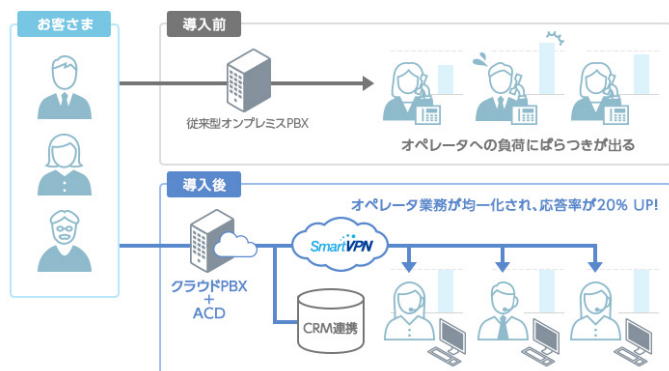 お客さま
導入前
従来型オンプレミスPBX
オペレータへの負荷にばらつきが出る
導入後
オペレータ業務が均一化され、応答率が20% UP!
SmartVPN
クラウドPBX
+
ACD
CRM連携